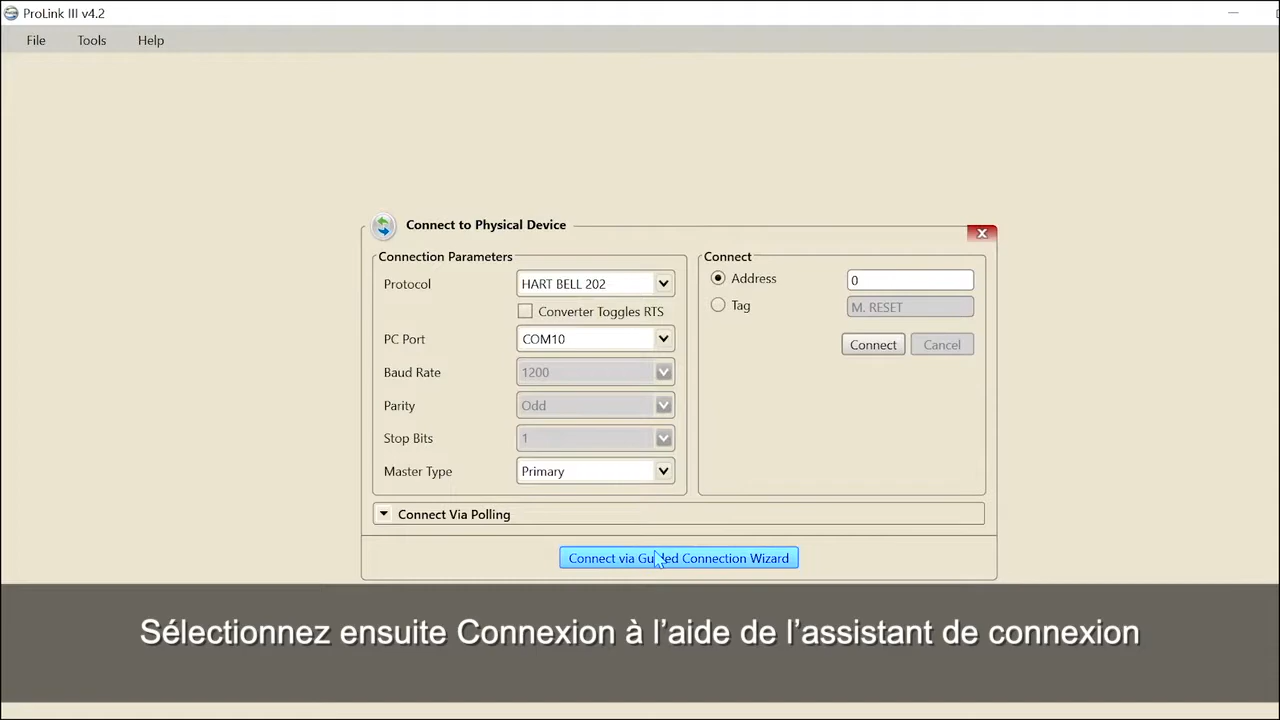 ProLink III v4.2
File Tools Help
Connect to Physical Device
Connection Parameters
Protocol HART BELL 202
Converter Toggles RTS
PC Port COM10
Baud Rate 1200
Parity Odd
Stop Bits 1
Master Type Primary
Connect
Address 0
Tag M. RESET
Connect Cancel
Connect Via Polling
Connect via Guided Connection Wizard
Sélectionnez ensuite Connexion à l’aide de l’assistant de connexion